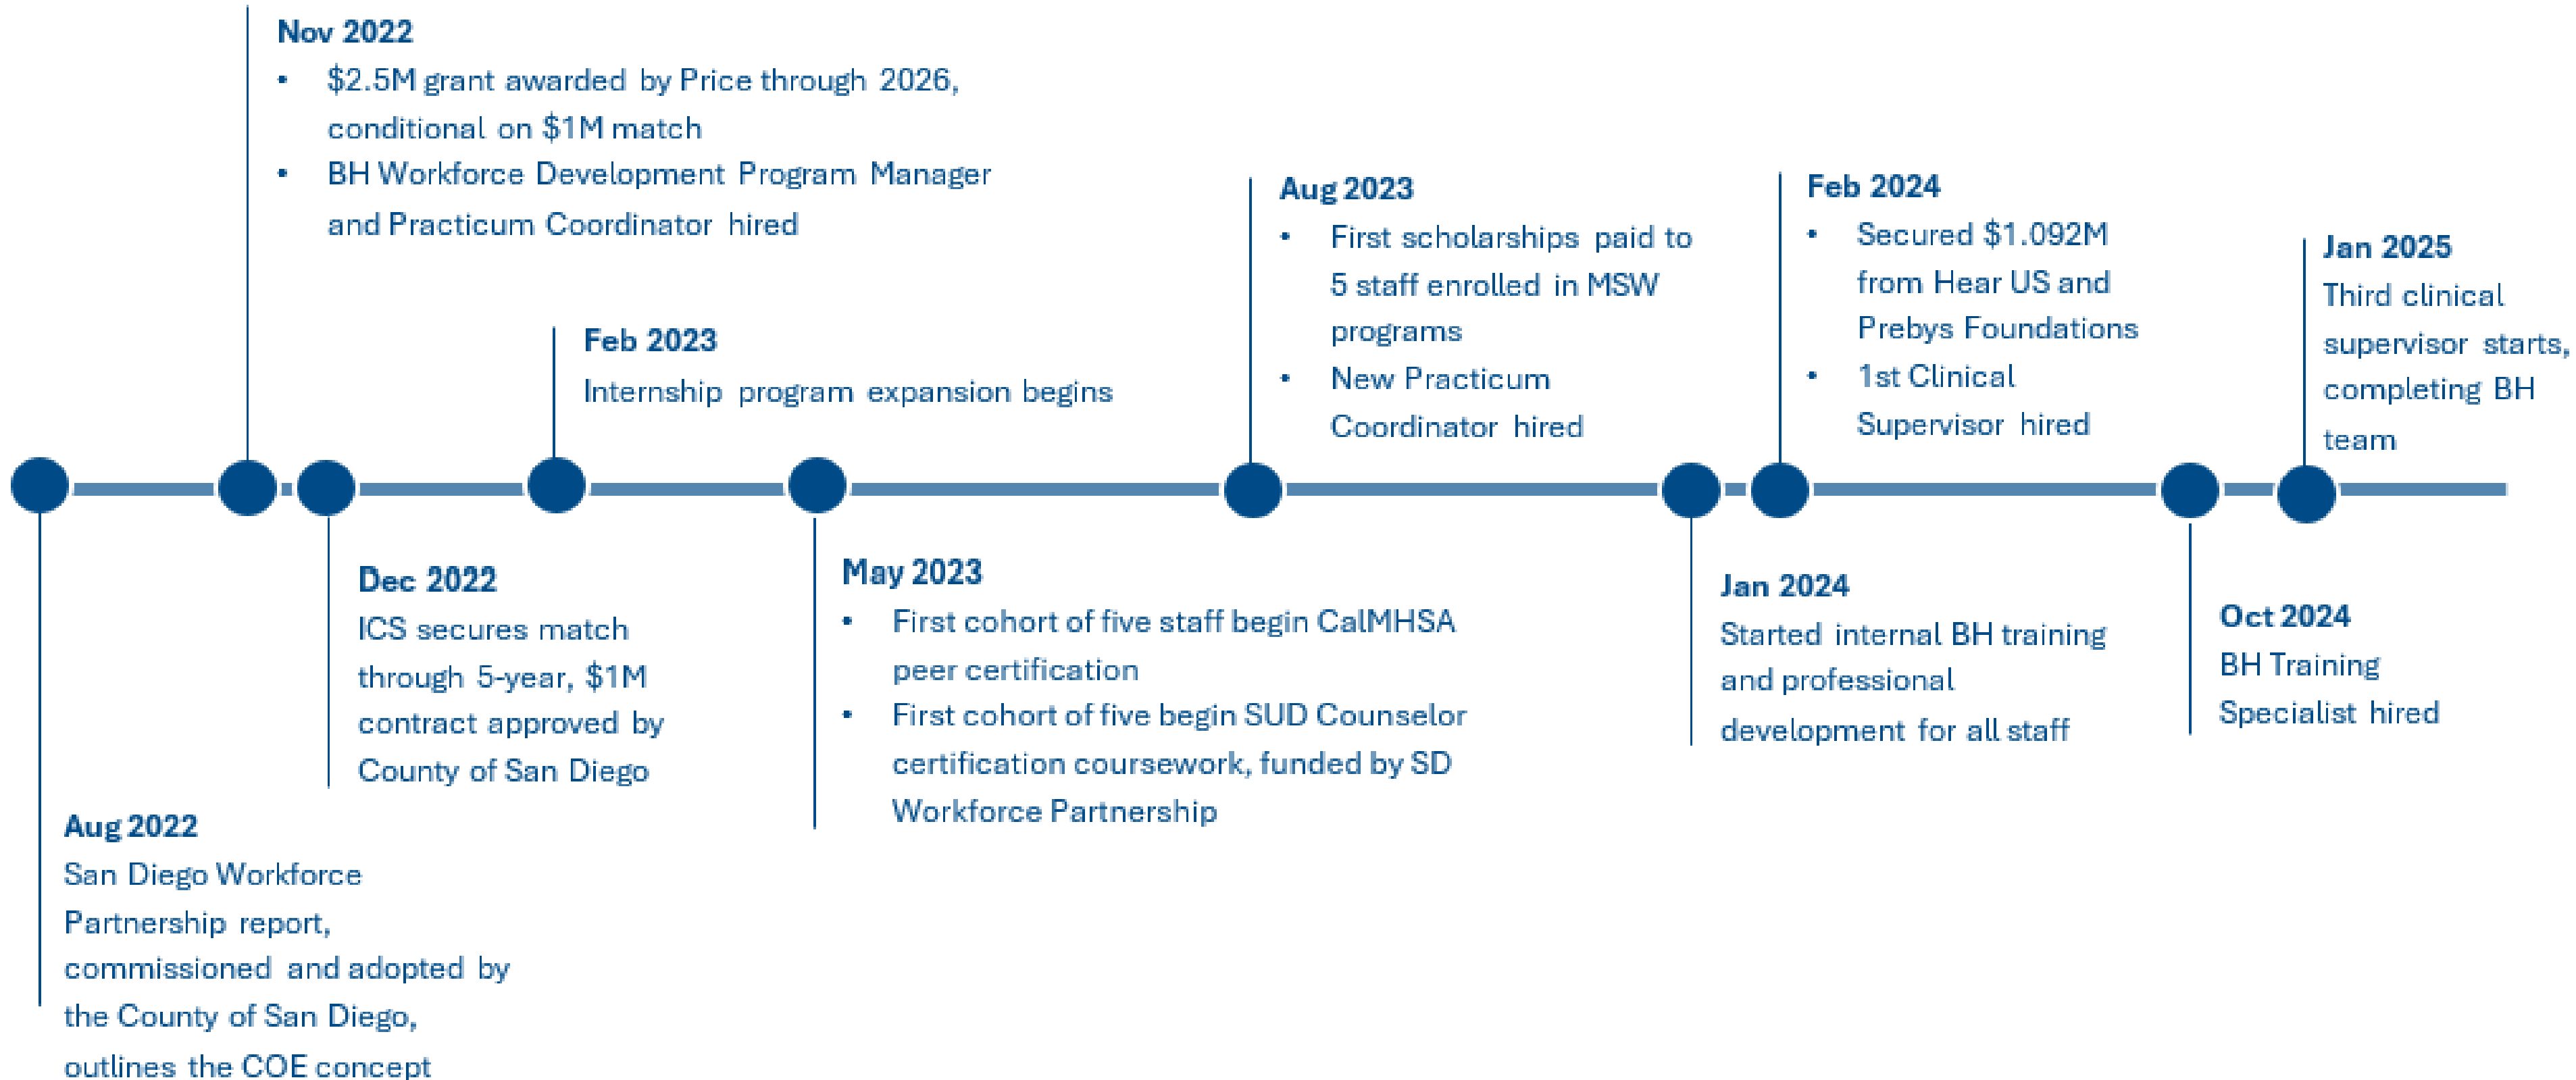 Nov 2022
• $2.5M grant awarded by Price through 2026,
conditional on $1M match
• BH Workforce Development Program Manager
and Practicum Coordinator hired
Feb 2023
Internship program expansion begins
Aug 2023
• First scholarships paid to
5 staff enrolled in MSW
programs
• New Practicum
Coordinator hired
Feb 2024
• Secured $1.092M
from Hear US and
Prebys Foundations
• 1st Clinical
Supervisor hired
Jan 2025
Third clinical
supervisor starts,
completing BH
team
Aug 2022
San Diego Workforce
Partnership report,
commissioned and adopted by
the County of San Diego,
outlines the COE concept
Dec 2022
ICS secures match
through 5-year, $1M
contract approved by
County of San Diego
May 2023
• First cohort of five staff begin CalMHSA
peer certification
• First cohort of five begin SUD Counselor
certification coursework, funded by SD
Workforce Partnership
Jan 2024
Started internal BH training
and professional
development for all staff
Oct 2024
BH Training
Specialist hired